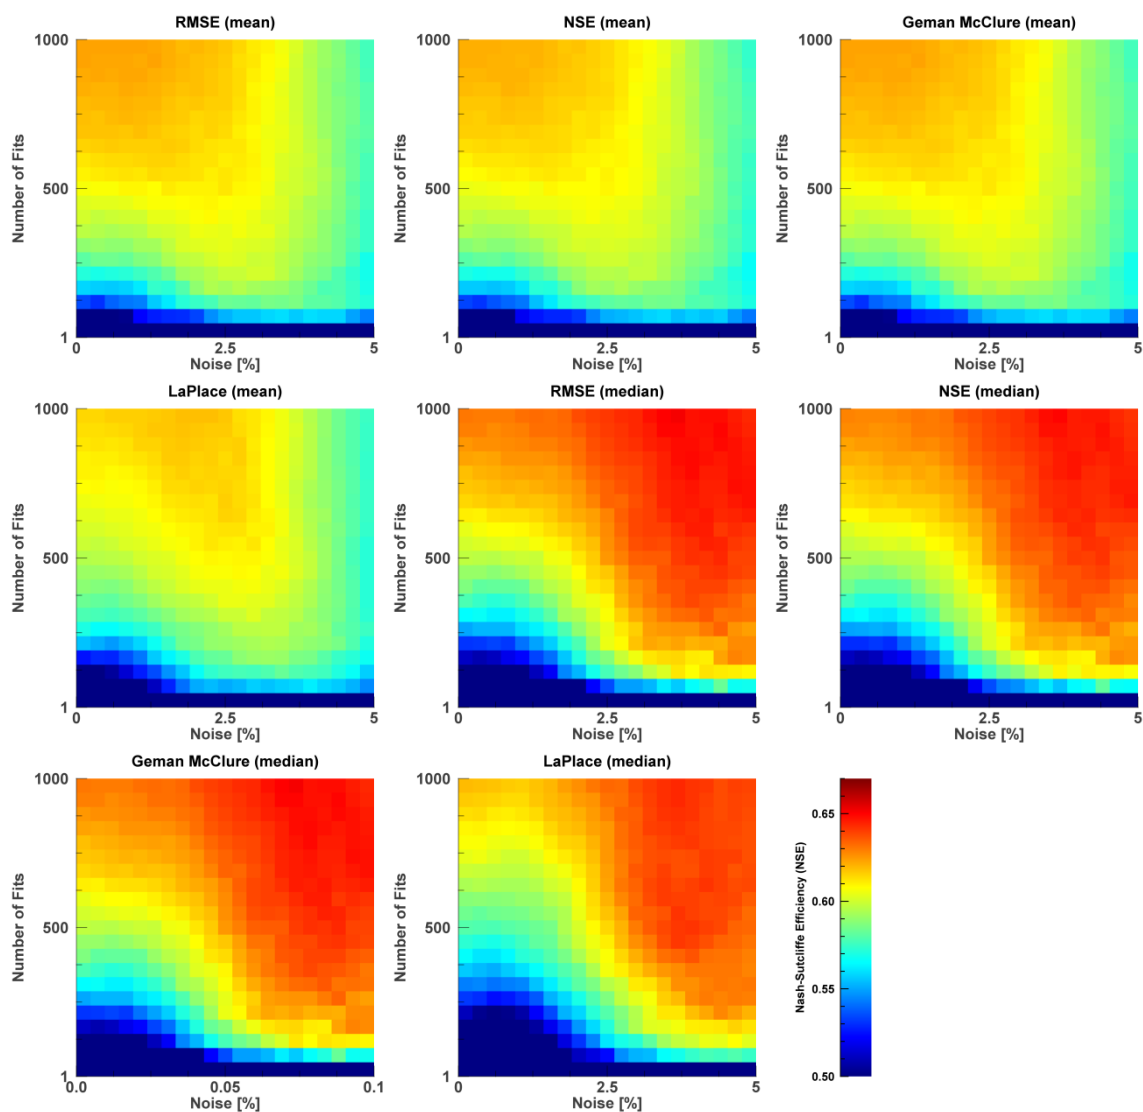 RMSE (mean)
NSE (mean)
Geman McClure (mean)
1000
500
1
Number of Fits
0
2.5
5
Noise [%]
1000
500
1
Number of Fits
0
2.5
5
Noise [%]
1000
500
1
Number of Fits
0
2.5
5
Noise [%]
LaPlace (mean)
RMSE (median)
NSE (median)
1000
500
1
Number of Fits
0
2.5
5
Noise [%]
1000
500
1
Number of Fits
0
2.5
5
Noise [%]
1000
500
1
Number of Fits
0
2.5
5
Noise [%]
Geman McClure (median)
LaPlace (median)
1000
500
1
Number of Fits
0.0
0.05
0.1
Noise [%]
1000
500
1
Number of Fits
0
2.5
5
Noise [%]
Nash-Sutcliffe Efficiency (NSE)
0.65
0.60
0.55
0.50